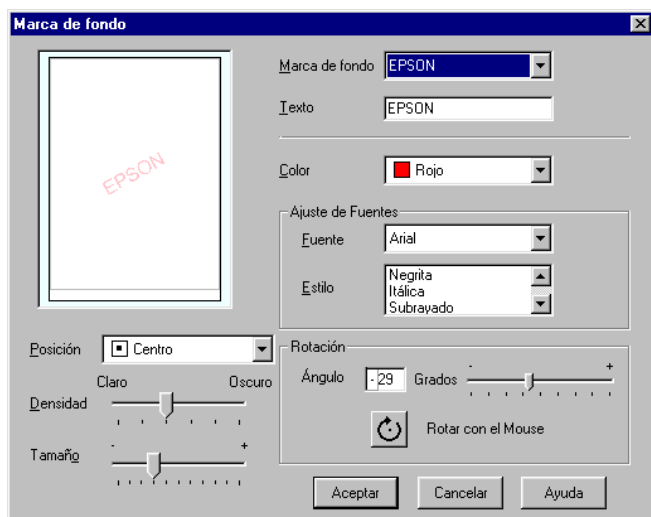 Marca de fondo
Marca de fondo EPSON
Texto EPSON
EPSON
Color Rojo
Ajuste de Fuentes
Fuente Arial
Estilo Negrita
Itálica
Subrayado
Posición Centro
Claro Oscuro
Densidad
Tamaño - +
Rotación
Ángulo -29 Grados - +
Rotar con el Mouse
Aceptar Cancelar Ayuda